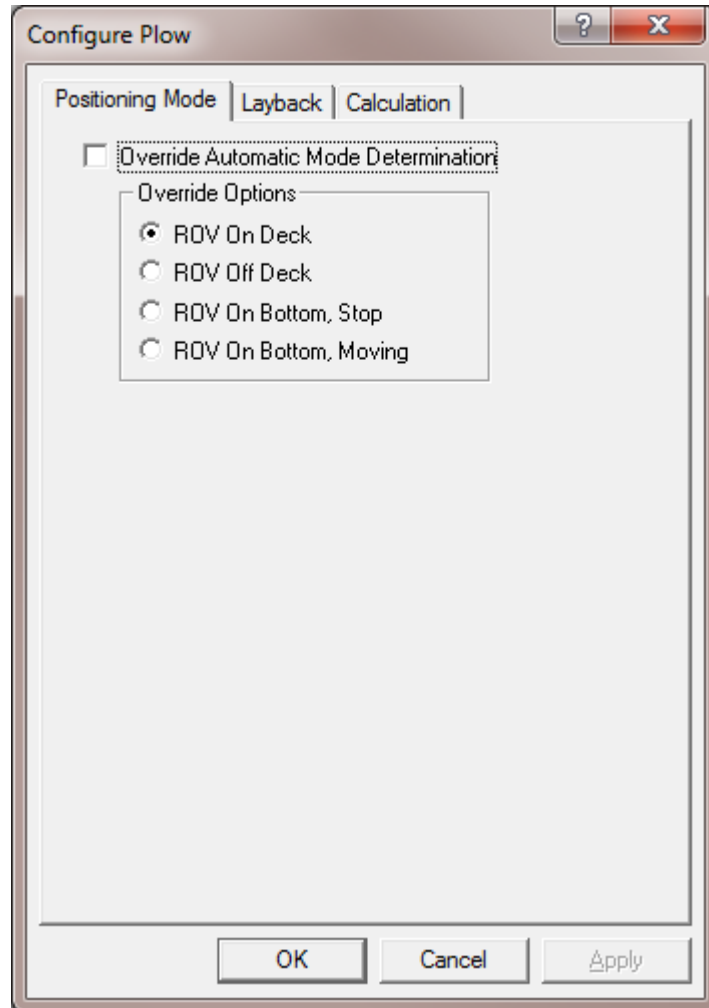 Configure Plow
?
Positioning Mode Layback Calculation
Override Automatic Mode Determination
Override Options
ROV On Deck
ROV Off Deck
ROV On Bottom, Stop
ROV On Bottom, Moving
OK Cancel Apply